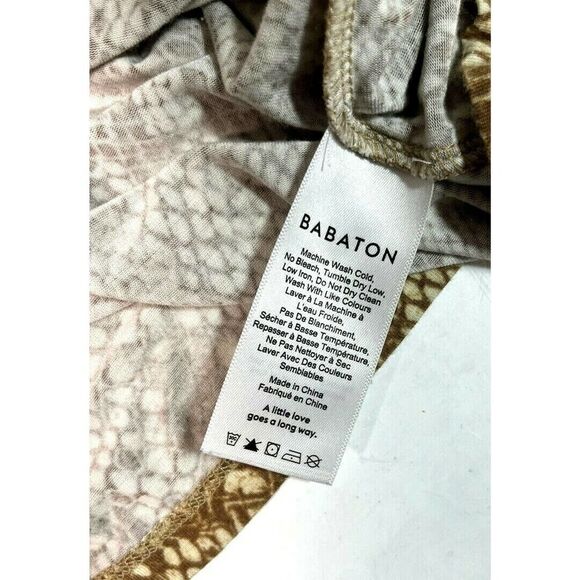 BABATON
Machine Wash Cold,
No Bleach, Tumble Dry Low,
Low Iron, Do Not Dry Clean
Wash With Like Colours
Laver à La Machine à
L'eau Froide,
Pas De Blanchiment,
Sécher à Basse Température,
Repasser à Basse Température,
Ne Pas Nettoyer à Sec
Laver Avec Des Couleurs
Semblables
Made in China
Fabriqué en Chine
A little love
goes a long way.